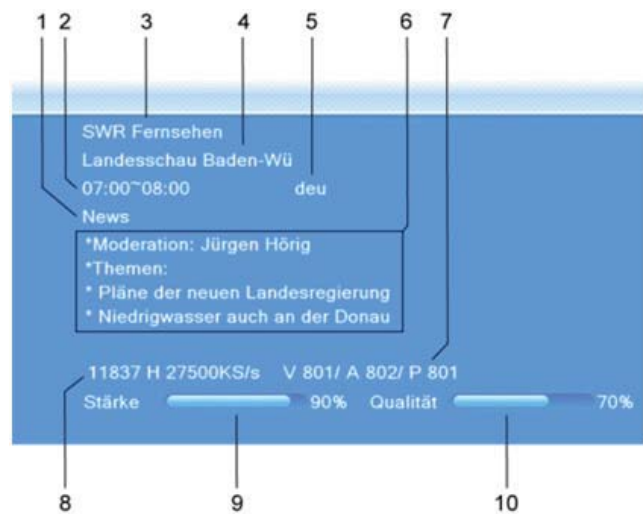 1 2 3 4 5 6 7
SWR Fernsehen
Landesschau Baden-Wü
07:00~08:00 deu
News
*Moderation: Jürgen Hörig
*Themen:
* Pläne der neuen Landesregierung
* Niedrigwasser auch an der Donau
11837 H 27500KS/s V 801/ A 802/ P 801
Stärke 90% Qualität 70%
8 9 10